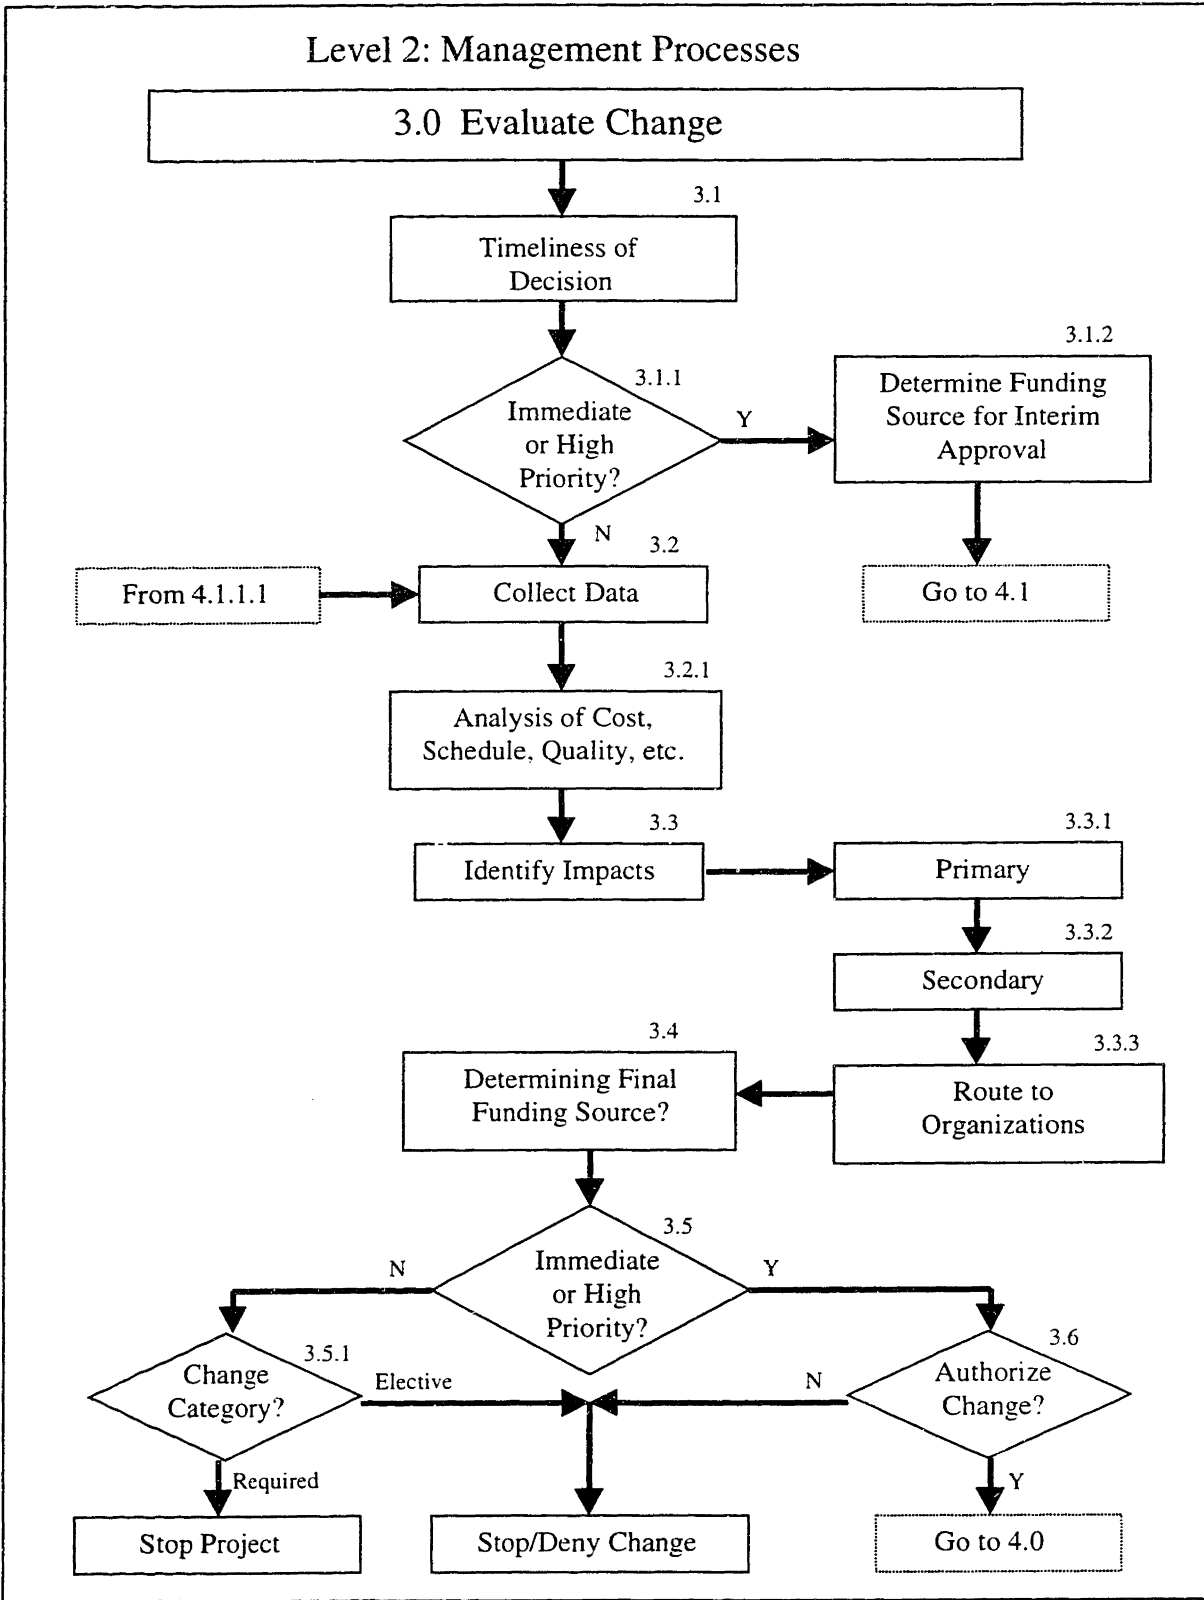 Level 2: Management Processes
3.0 Evaluate Change
3.1
Timeliness of
Decision
3.1.1
Immediate
or High
Priority?
Y
3.1.2
Determine Funding
Source for Interim
Approval
N
3.2
From 4.1.1.1
Collect Data
Go to 4.1
3.2.1
Analysis of Cost,
Schedule, Quality, etc.
3.3
Identify Impacts
3.3.1
Primary
3.3.2
Secondary
3.3.3
Route to
Organizations
3.4
Determining Final
Funding Source?
3.5
Immediate
or High
Priority?
N
Y
3.5.1
Change
Category?
Elective
Required
3.6
Authorize
Change?
N
Y
Stop Project
Stop/Deny Change
Go to 4.0